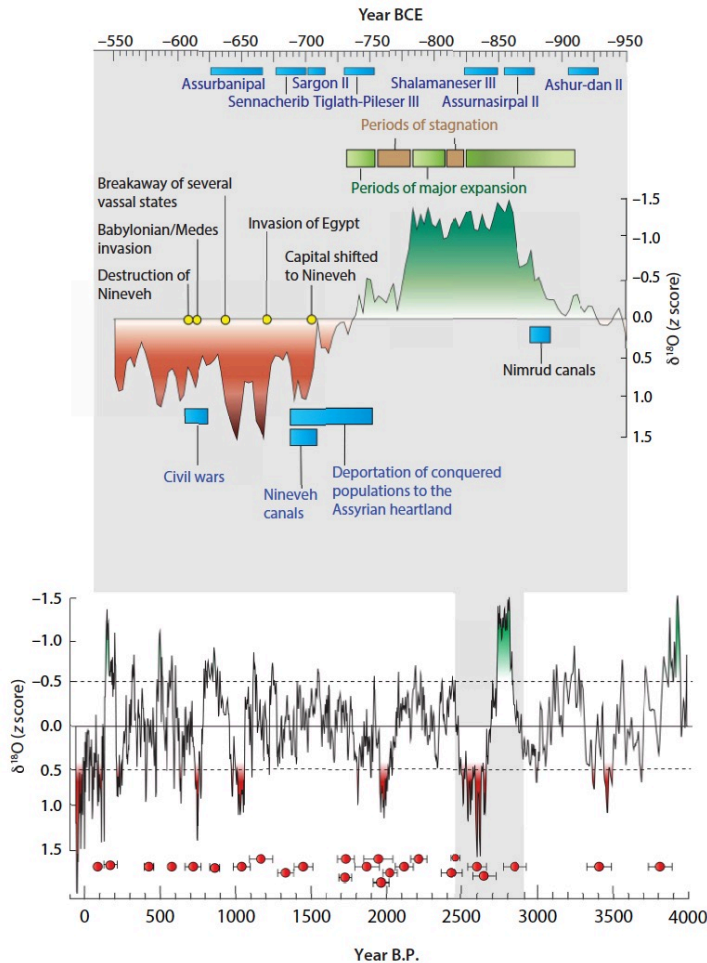 Year BCE
−550 −600 −650 −700 −750 −800 −850 −900 −950
Assurbanipal Sargon II Shalamaneser III Ashur-dan II
Sennacherib Tiglath-Pileser III Assurnasirpal II
Periods of stagnation
Periods of major expansion
Breakaway of several
vassal states
Babylonian/Medes
invasion
Destruction of
Nineveh
Invasion of Egypt
Capital shifted
to Nineveh
−1.5
−1.0
−0.5
0.0
0.5
1.0
1.5
δ¹⁸O (z score)
Nimrud canals
Civil wars
Nineveh
canals
Deportation of conquered
populations to the
Assyrian heartland
−1.5
−1.0
−0.5
0.0
0.5
1.0
1.5
δ¹⁸O (z score)
0 500 1000 1500 2000 2500 3000 3500 4000
Year B.P.